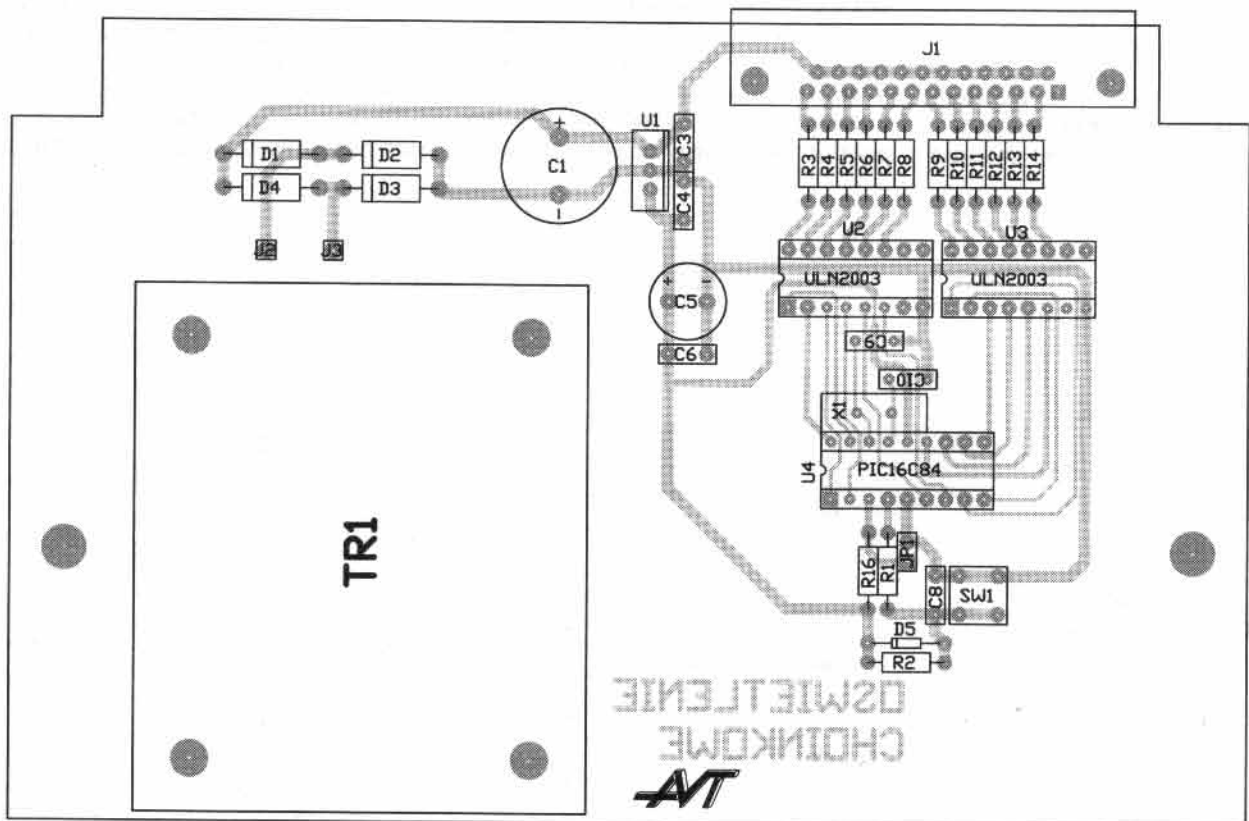 J1
U1
C3
D1 D2
C1
R3 R4 R5 R6 R7 R8 R9 R10 R11 R12 R13 R14
D4 D3
C4
+
-
J2 J3
U2 U3
ULN2003 ULN2003
+ -
C5
C9
C6
C10
X1
U4
PIC16C84
TR1
JP1
R16 R1
C8 SW1
D5
R2
OSWIETLENIE
CHOINKOWE
AVT